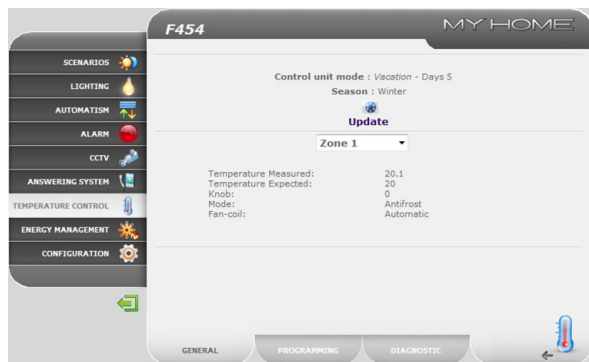 F454
MY HOME
SCENARIOS
LIGHTING
AUTOMATISM
ALARM
CCTV
ANSWERING SYSTEM
TEMPERATURE CONTROL
ENERGY MANAGEMENT
CONFIGURATION
Control unit mode : Vacation - Days 5
Season : Winter
Update
Zone 1
Temperature Measured: 20.1
Temperature Expected: 20
Knob: 0
Mode: Antifrost
Fan-coil: Automatic
GENERAL PROGRAMMING DIAGNOSTIC